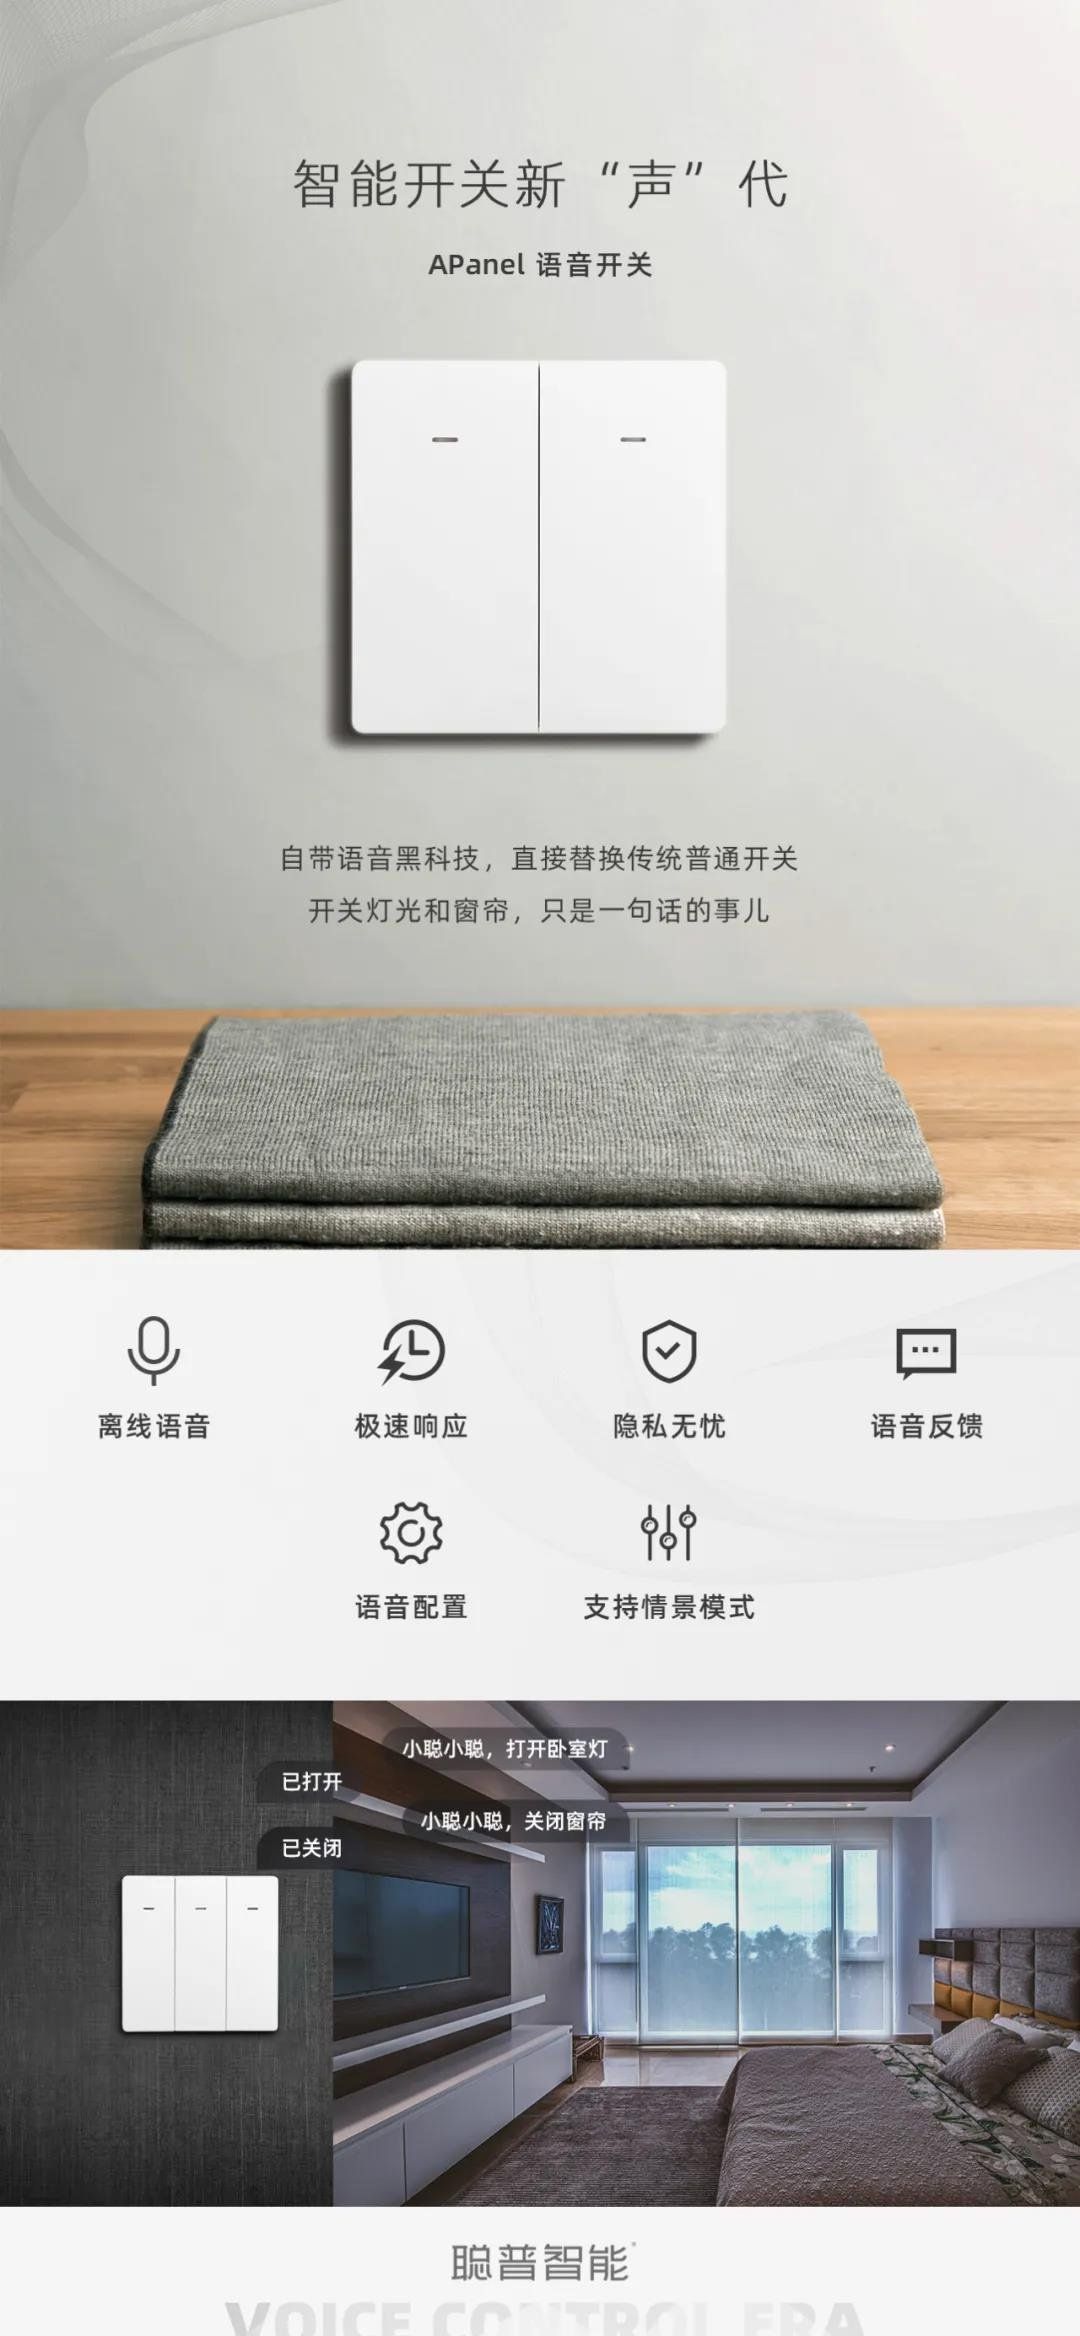 智能开关新“声”代
APanel 语音开关
自带语音黑科技，直接替换传统普通开关
开关灯光和窗帘，只是一句话的事儿
离线语音
极速响应
隐私无忧
语音反馈
语音配置
支持情景模式
小聪小聪，打开卧室灯
已打开
小聪小聪，关闭窗帘
已关闭
聪普智能
VOICE CONTROL ERA